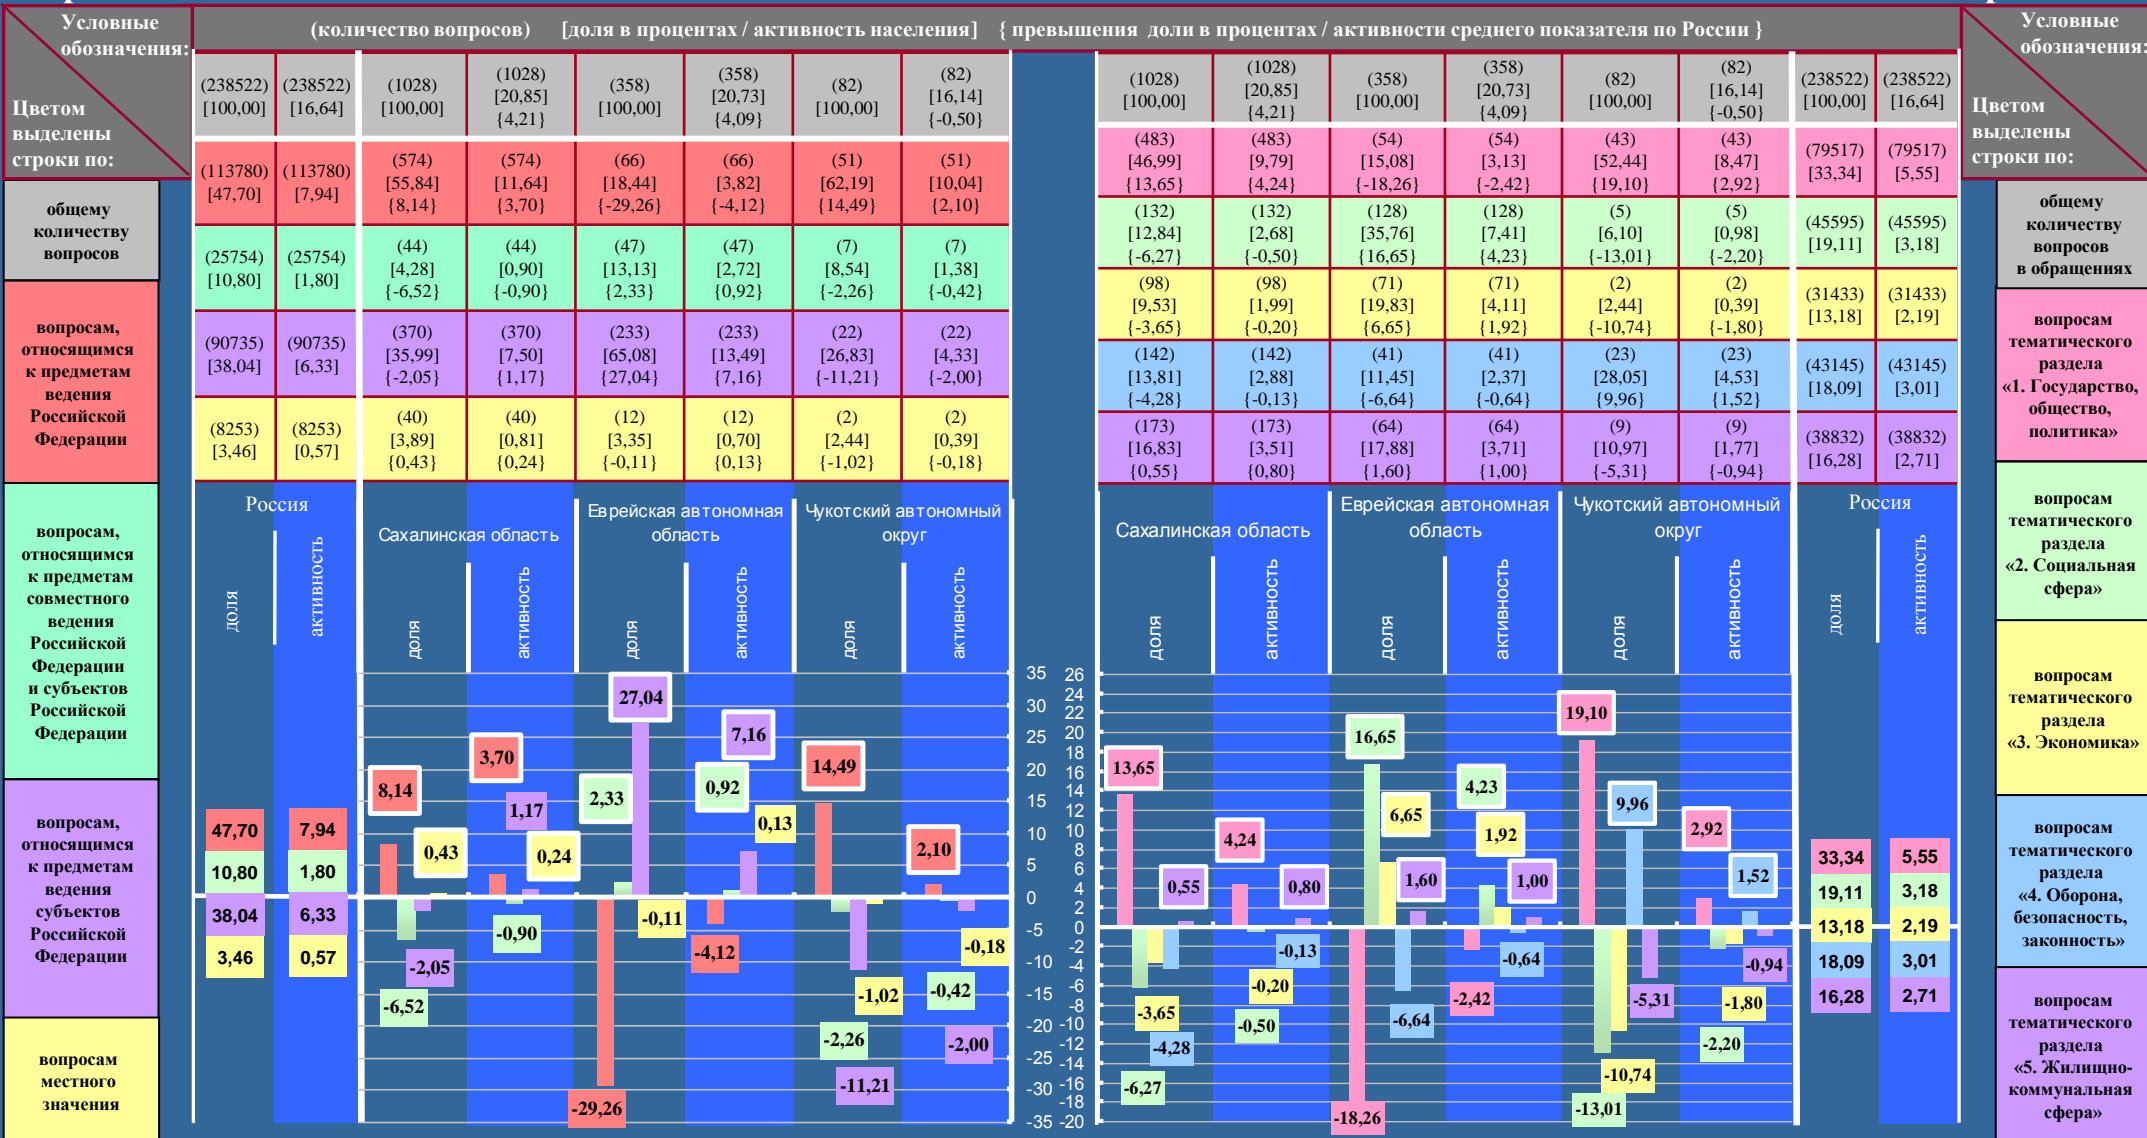 Условные
обозначения:
Цветом
выделены
строки по:
(количество вопросов) [доля в процентах / активность населения] { превышения доли в процентах / активности среднего показателя по России }
Условные
обозначения:
Цветом
выделены
строки по:
(238522) (238522) (1028) (1028) (358) (358) (82) (82)
[100,00] [16,64] [100,00] [20,85] [100,00] [20,73] [100,00] [16,14]
{4,21} {4,09} {-0,50}
(113780) (113780) (574) (574) (66) (66) (51) (51)
[47,70] [7,94] [55,84] [11,64] [18,44] [3,82] [62,19] [10,04]
{8,14} {3,70} {-29,26} {-4,12} {14,49} {2,10}
(25754) (25754) (44) (44) (47) (47) (7) (7)
[10,80] [1,80] [4,28] [0,90] [13,13] [2,72] [8,54] [1,38]
{-6,52} {-0,90} {2,33} {0,92} {-2,26} {-0,42}
(90735) (90735) (370) (370) (233) (233) (22) (22)
[38,04] [6,33] [35,99] [7,50] [65,08] [13,49] [26,83] [4,33]
{-2,05} {1,17} {27,04} {7,16} {-11,21} {-2,00}
(8253) (8253) (40) (40) (12) (12) (2) (2)
[3,46] [0,57] [3,89] [0,81] [3,35] [0,70] [2,44] [0,39]
{0,43} {0,24} {-0,11} {0,13} {-1,02} {-0,18}
(1028) (1028) (358) (358) (82) (82) (238522) (238522)
[100,00] [20,85] [100,00] [20,73] [100,00] [16,14] [100,00] [16,64]
{4,21} {4,09} {-0,50}
(483) (483) (54) (54) (43) (43) (79517) (79517)
[46,99] [9,79] [15,08] [3,13] [52,44] [8,47] [33,34] [5,55]
{13,65} {4,24} {-18,26} {-2,42} {19,10} {2,92}
(132) (132) (128) (128) (5) (5) (45595) (45595)
[12,84] [2,68] [35,76] [7,41] [6,10] [0,98] [19,11] [3,18]
{-6,27} {-0,50} {16,65} {4,23} {-13,01} {-2,20}
(98) (98) (71) (71) (2) (2) (31433) (31433)
[9,53] [1,99] [19,83] [4,11] [2,44] [0,39] [13,18] [2,19]
{-3,65} {-0,20} {6,65} {1,92} {-10,74} {-1,80}
(142) (142) (41) (41) (23) (23) (43145) (43145)
[13,81] [2,88] [11,45] [2,37] [28,05] [4,53] [18,09] [3,01]
{-4,28} {-0,13} {-6,64} {-0,64} {9,96} {1,52}
(173) (173) (64) (64) (9) (9) (38832) (38832)
[16,83] [3,51] [17,88] [3,71] [10,97] [1,77] [16,28] [2,71]
{0,55} {0,80} {1,60} {1,00} {-5,31} {-0,94}
общему
количеству
вопросов
вопросам,
относящимся
к предметам
ведения
Российской
Федерации
вопросам,
относящимся
к предметам
совместного
ведения
Российской
Федерации
и субъектов
Российской
Федерации
вопросам,
относящимся
к предметам
ведения
субъектов
Российской
Федерации
вопросам
местного
значения
Россия
доля
активность
Сахалинская область
доля
активность
Еврейская автономная
область
доля
активность
Чукотский автономный
округ
доля
активность
47,70 7,94
10,80 1,80
38,04 6,33
3,46 0,57
8,14
0,43
-2,05
-6,52
3,70
1,17
0,24
-0,90
27,04
2,33
-0,11
-29,26
7,16
0,92
0,13
-4,12
14,49
-1,02
-2,26
-11,21
2,10
-0,18
-0,42
-2,00
35
30
25
20
15
10
5
0
-5
-10
-15
-20
-25
-30
-35
26
24
22
20
18
16
14
12
10
8
6
4
2
0
-2
-4
-6
-8
-10
-12
-14
-16
-18
-20
Сахалинская область
доля
активность
Еврейская автономная
область
доля
активность
Чукотский автономный
округ
доля
активность
Россия
доля
активность
13,65
0,55
-3,65
-4,28
-6,27
4,24
0,80
-0,13
-0,20
-0,50
16,65
6,65
1,60
-6,64
-18,26
4,23
1,92
1,00
-0,64
-2,42
19,10
9,96
-5,31
-10,74
-13,01
2,92
1,52
-0,94
-1,80
-2,20
33,34 5,55
19,11 3,18
13,18 2,19
18,09 3,01
16,28 2,71
общему
количеству
вопросов
в обращениях
вопросам
тематического
раздела
«1. Государство,
общество,
политика»
вопросам
тематического
раздела
«2. Социальная
сфера»
вопросам
тематического
раздела
«3. Экономика»
вопросам
тематического
раздела
«4. Оборона,
безопасность,
законность»
вопросам
тематического
раздела
«5. Жилищно-
коммунальная
сфера»